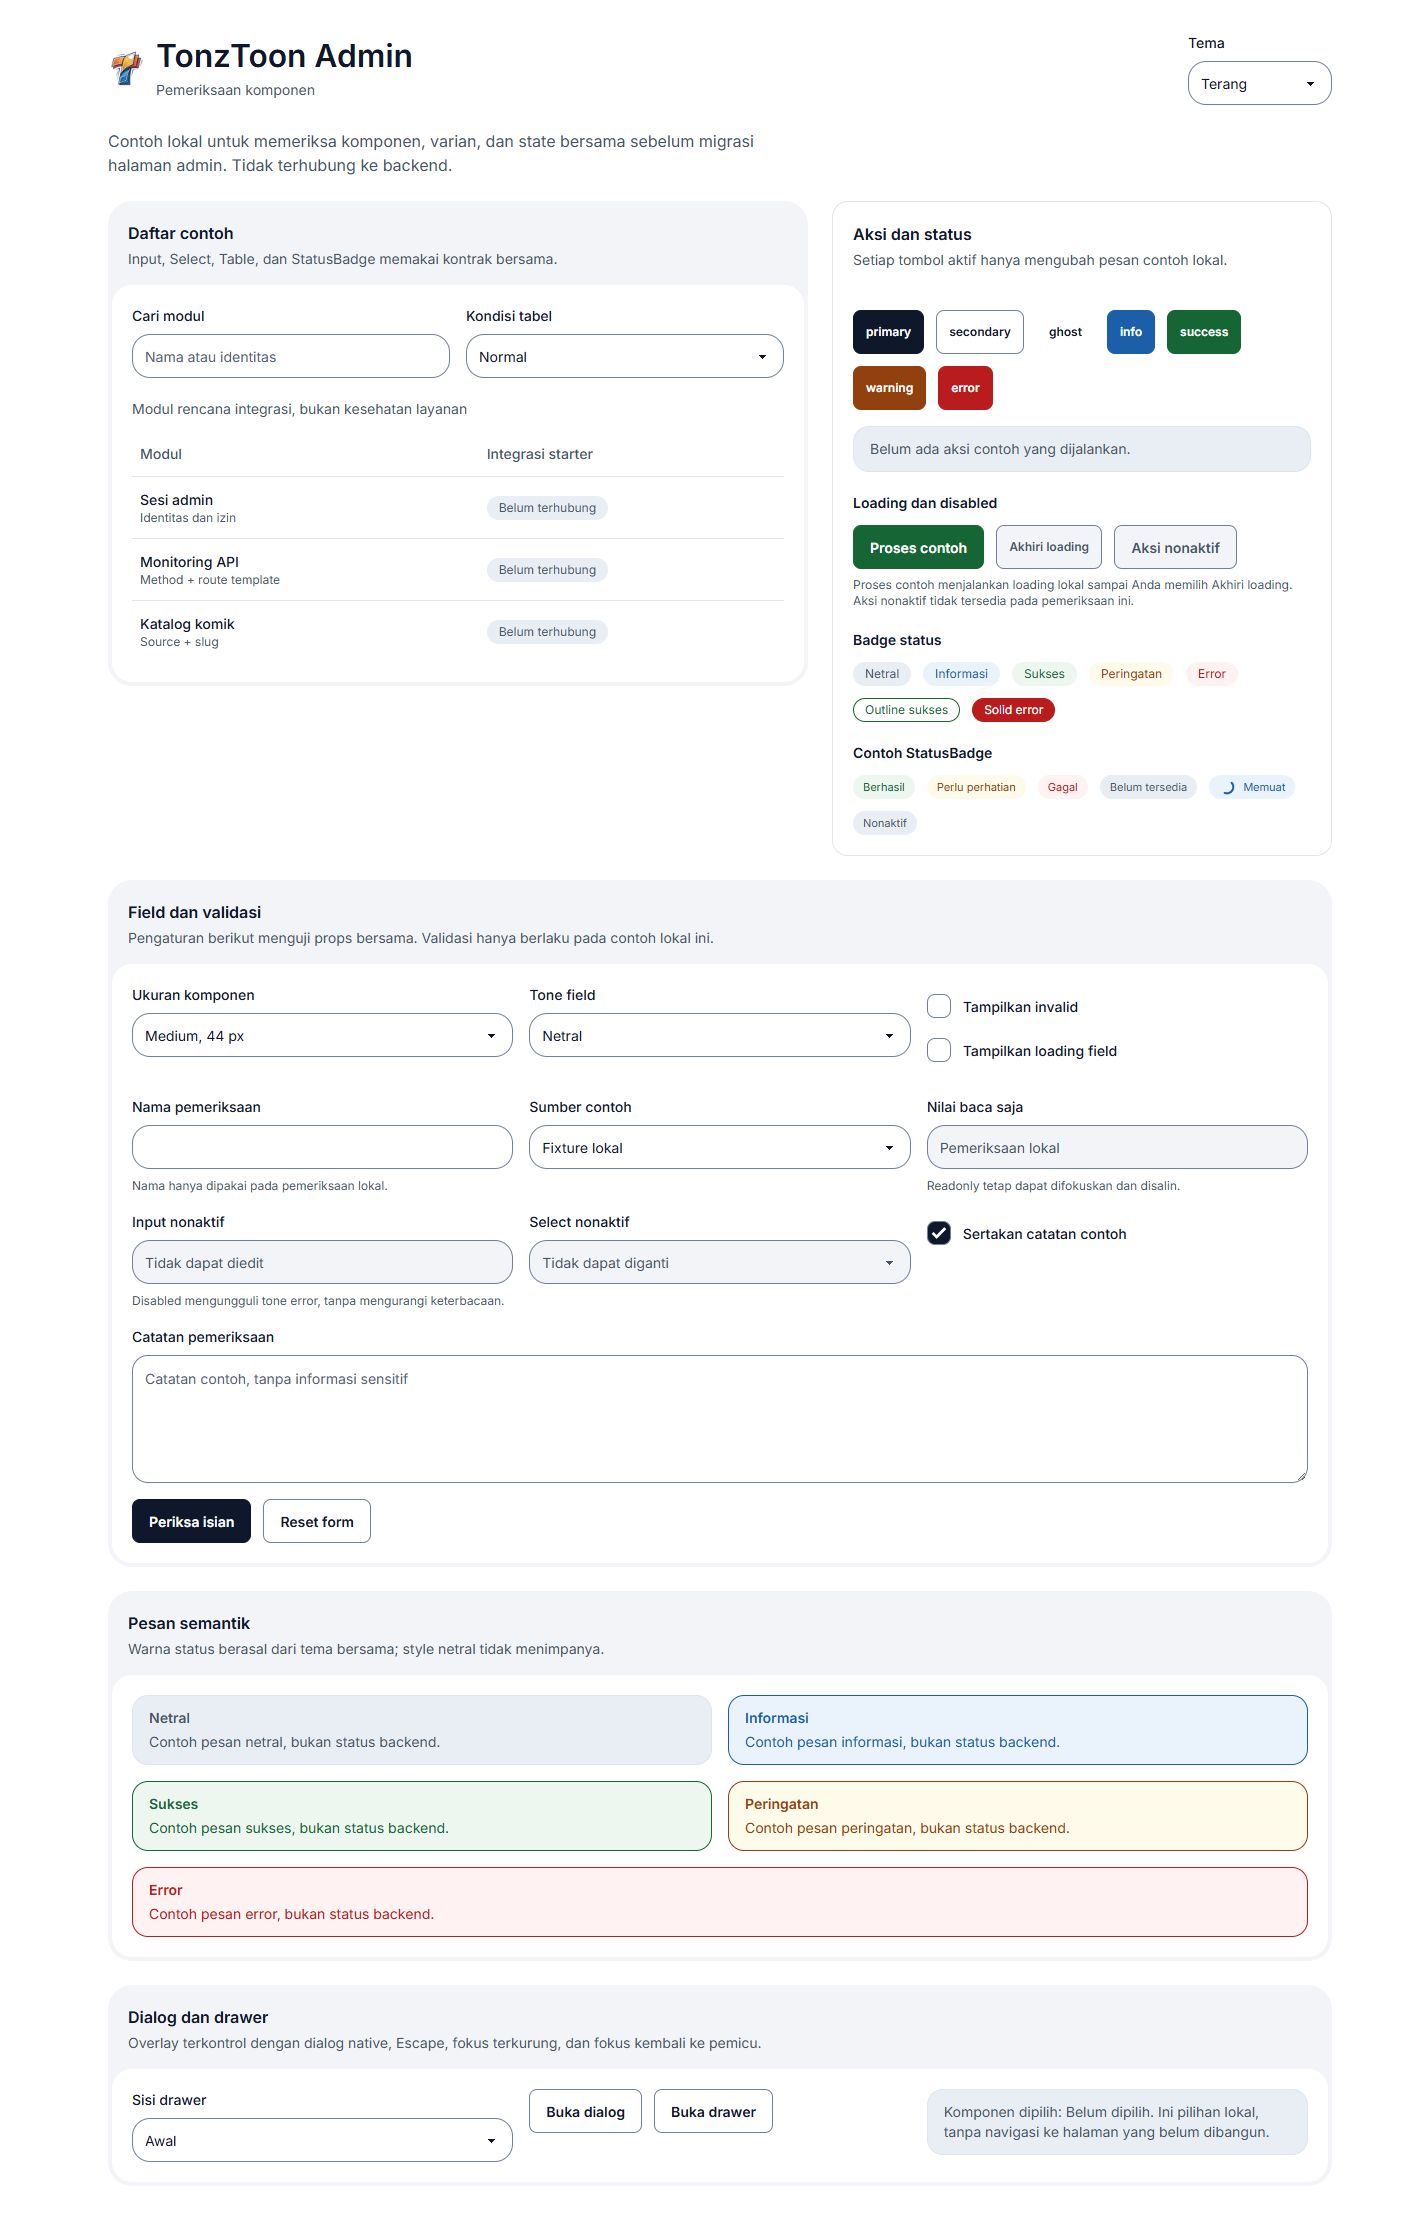 TonzToon Admin
Pemeriksaan komponen
Tema
Terang
Contoh lokal untuk memeriksa komponen, varian, dan state bersama sebelum migrasi
halaman admin. Tidak terhubung ke backend.
Daftar contoh
Input, Select, Table, dan StatusBadge memakai kontrak bersama.
Cari modul
Kondisi tabel
Nama atau identitas
Normal
Modul rencana integrasi, bukan kesehatan layanan
Modul
Integrasi starter
Sesi admin
Identitas dan izin
Belum terhubung
Monitoring API
Method + route template
Belum terhubung
Katalog komik
Source + slug
Belum terhubung
Aksi dan status
Setiap tombol aktif hanya mengubah pesan contoh lokal.
primary
secondary
ghost
info
success
warning
error
Belum ada aksi contoh yang dijalankan.
Loading dan disabled
Proses contoh
Akhiri loading
Aksi nonaktif
Proses contoh menjalankan loading lokal sampai Anda memilih Akhiri loading.
Aksi nonaktif tidak tersedia pada pemeriksaan ini.
Badge status
Netral
Informasi
Sukses
Peringatan
Error
Outline sukses
Solid error
Contoh StatusBadge
Berhasil
Perlu perhatian
Gagal
Belum tersedia
Memuat
Nonaktif
Field dan validasi
Pengaturan berikut menguji props bersama. Validasi hanya berlaku pada contoh lokal ini.
Ukuran komponen
Medium, 44 px
Tone field
Netral
Tampilkan invalid
Tampilkan loading field
Nama pemeriksaan
Nama hanya dipakai pada pemeriksaan lokal.
Sumber contoh
Fixture lokal
Nilai baca saja
Pemeriksaan lokal
Readonly tetap dapat difokuskan dan disalin.
Input nonaktif
Tidak dapat diedit
Disabled mengungguli tone error, tanpa mengurangi keterbacaan.
Select nonaktif
Tidak dapat diganti
Sertakan catatan contoh
Catatan pemeriksaan
Catatan contoh, tanpa informasi sensitif
Periksa isian
Reset form
Pesan semantik
Warna status berasal dari tema bersama; style netral tidak menimpanya.
Netral
Contoh pesan netral, bukan status backend.
Informasi
Contoh pesan informasi, bukan status backend.
Sukses
Contoh pesan sukses, bukan status backend.
Peringatan
Contoh pesan peringatan, bukan status backend.
Error
Contoh pesan error, bukan status backend.
Dialog dan drawer
Overlay terkontrol dengan dialog native, Escape, fokus terkurung, dan fokus kembali ke pemicu.
Sisi drawer
Awal
Buka dialog
Buka drawer
Komponen dipilih: Belum dipilih. Ini pilihan lokal,
tanpa navigasi ke halaman yang belum dibangun.